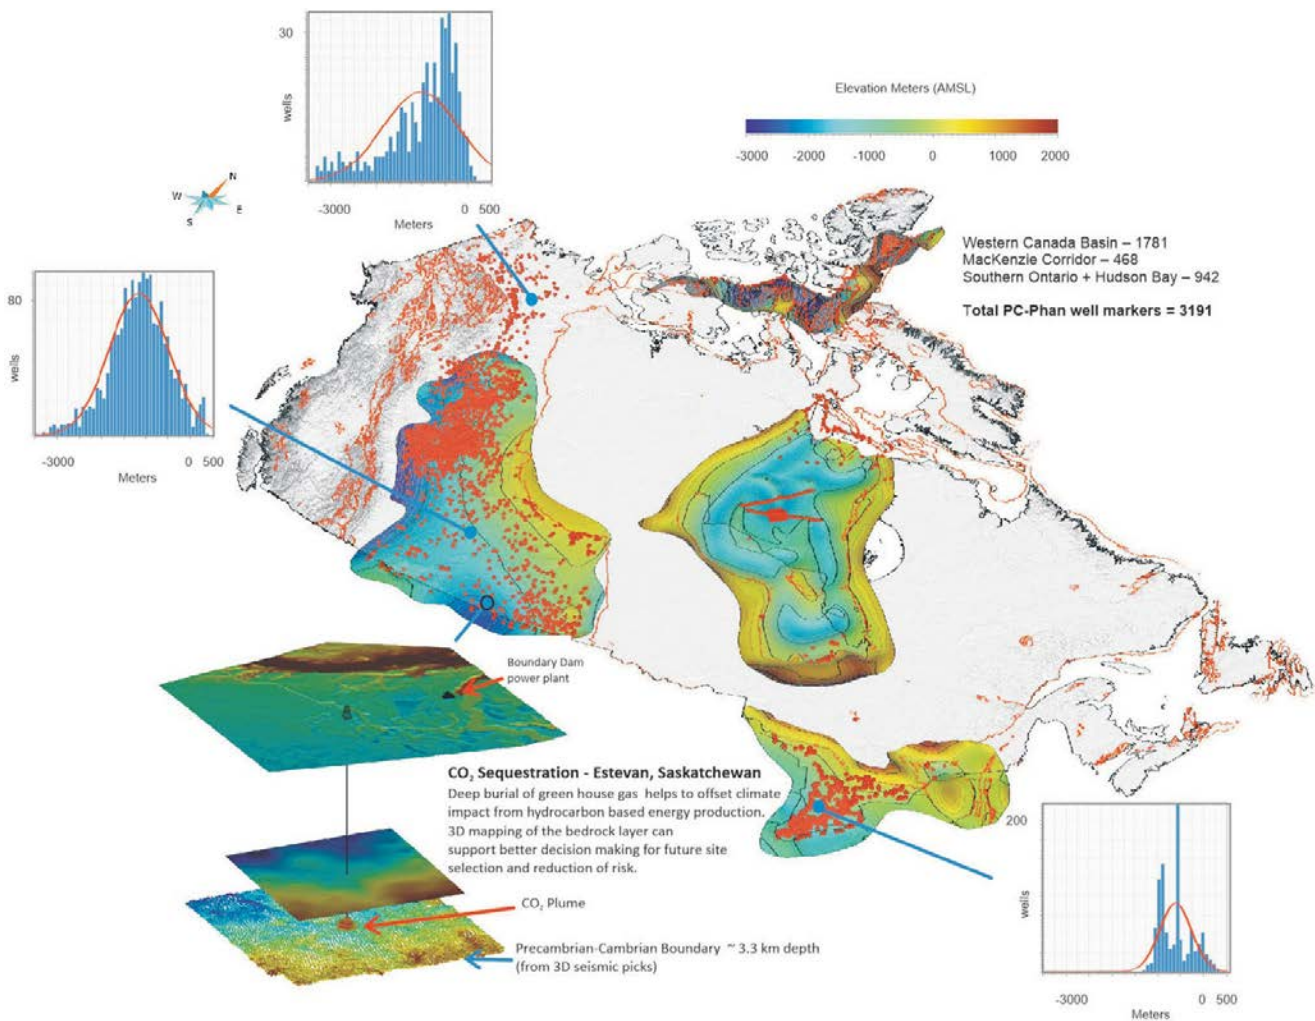 30
wells
-3000
0
500
Meters
Elevation Meters (AMSL)
-3000
-2000
-1000
0
1000
2000
N
W
E
S
Western Canada Basin – 1781
MacKenzie Corridor – 468
Southern Ontario + Hudson Bay – 942
Total PC-Phan well markers = 3191
80
wells
-3000
0
500
Meters
Boundary Dam
power plant
CO₂ Sequestration - Estevan, Saskatchewan
Deep burial of green house gas helps to offset climate
impact from hydrocarbon based energy production.
3D mapping of the bedrock layer can
support better decision making for future site
selection and reduction of risk.
CO₂ Plume
Precambrian-Cambrian Boundary ~ 3.3 km depth
(from 3D seismic picks)
200
wells
-3000
0
500
Meters